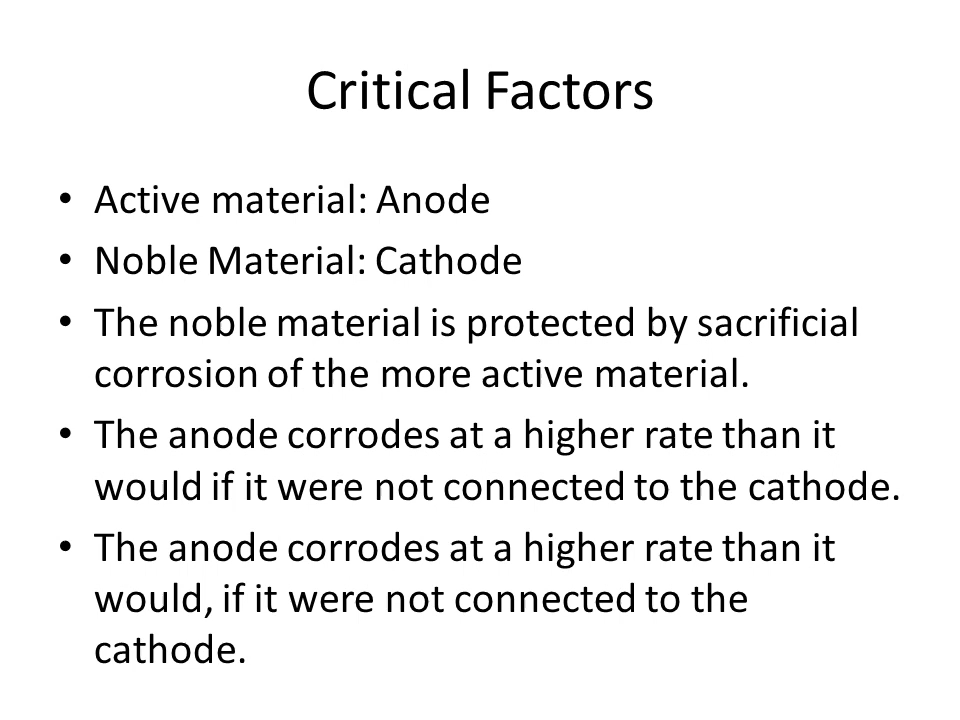 Critical Factors
• Active material: Anode
• Noble Material: Cathode
• The noble material is protected by sacrificial
corrosion of the more active material.
• The anode corrodes at a higher rate than it
would if it were not connected to the cathode.
• The anode corrodes at a higher rate than it
would, if it were not connected to the
cathode.